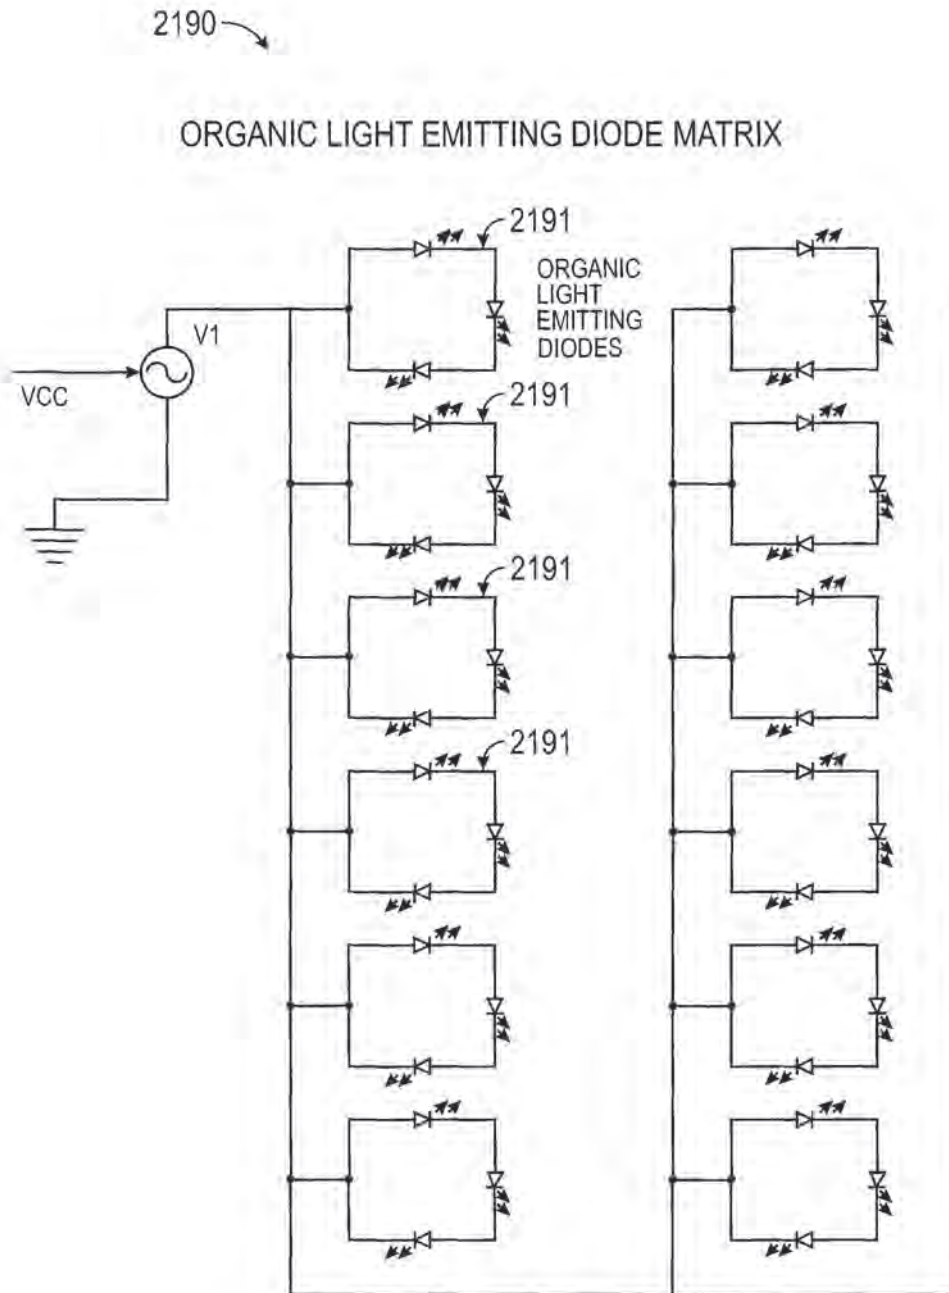 2190
ORGANIC LIGHT EMITTING DIODE MATRIX
2191
ORGANIC
LIGHT
EMITTING
DIODES
V1
VCC
2191
2191
2191